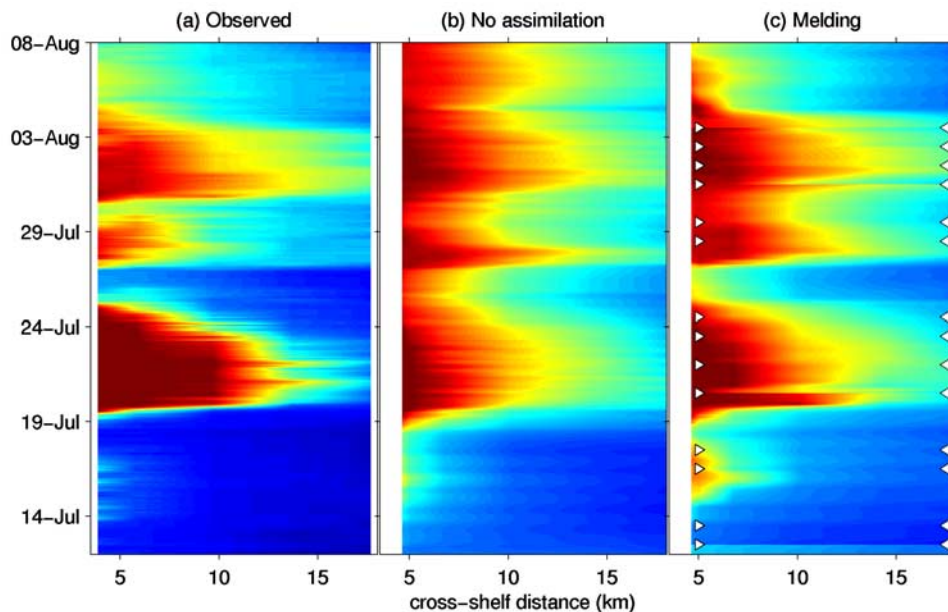 (a) Observed (b) No assimilation (c) Melding
08−Aug
03−Aug
29−Jul
24−Jul
19−Jul
14−Jul
5 10 15 5 10 15 5 10 15
cross−shelf distance (km)